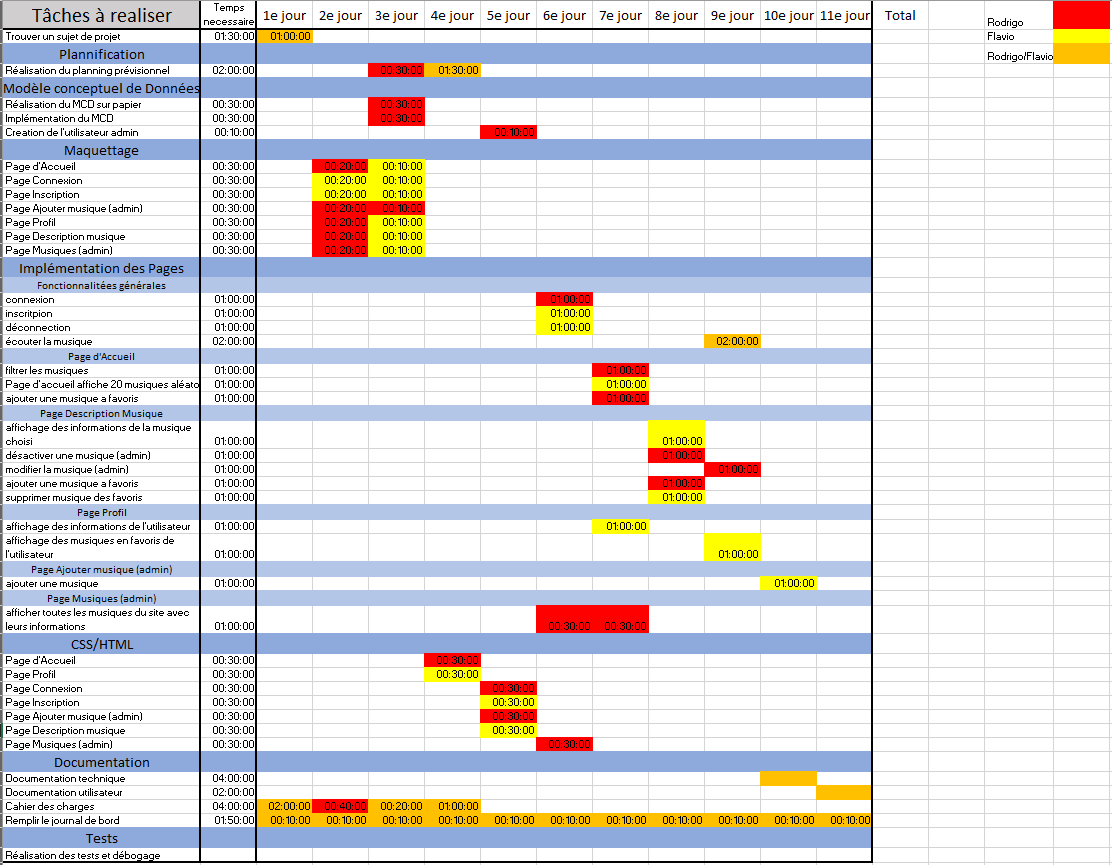 Tâches à realiser Temps necessaire 1e jour 2e jour 3e jour 4e jour 5e jour 6e jour 7e jour 8e jour 9e jour 10e jour 11e jour Total Rodrigo
Trouver un sujet de projet 01:30:00 01:00:00 Flavio
Plannification Rodrigo/Flavio
Réalisation du planning prévisionnel 02:00:00 00:30:00 01:30:00
Modèle conceptuel de Données
Réalisation du MCD sur papier 00:30:00 00:30:00
Implémentation du MCD 00:30:00 00:30:00
Creation de l'utilisateur admin 00:10:00 00:10:00
Maquettage
Page d'Accueil 00:30:00 00:20:00 00:10:00
Page Connexion 00:30:00 00:20:00 00:10:00
Page Inscription 00:30:00 00:20:00 00:10:00
Page Ajouter musique (admin) 00:30:00 00:20:00 00:10:00
Page Profil 00:30:00 00:20:00 00:10:00
Page Description musique 00:30:00 00:20:00 00:10:00
Page Musiques (admin) 00:30:00 00:20:00 00:10:00
Implémentation des Pages
Fonctionnalitées générales
connexion 01:00:00 01:00:00
inscritpion 01:00:00 01:00:00
déconnection 01:00:00 01:00:00
écouter la musique 02:00:00 02:00:00
Page d'Accueil
filtrer les musiques 01:00:00 01:00:00
Page d'accueil affiche 20 musiques aléato 01:00:00 01:00:00
ajouter une musique a favoris 01:00:00 01:00:00
Page Description Musique
affichage des informations de la musique
choisi 01:00:00 01:00:00
désactiver une musique (admin) 01:00:00 01:00:00
modifier la musique (admin) 01:00:00 01:00:00
ajouter une musique a favoris 01:00:00 01:00:00
supprimer musique des favoris 01:00:00 01:00:00
Page Profil
affichage des informations de l'utilisateur 01:00:00 01:00:00
affichage des musiques en favoris de
l'utilisateur 01:00:00 01:00:00
Page Ajouter musique (admin)
ajouter une musique 01:00:00 01:00:00
Page Musiques (admin)
afficher toutes les musiques du site avec
leurs informations 01:00:00 00:30:00 00:30:00
CSS/HTML
Page d'Accueil 00:30:00 00:30:00
Page Profil 00:30:00 00:30:00
Page Connexion 00:30:00 00:30:00
Page Inscription 00:30:00 00:30:00
Page Ajouter musique (admin) 00:30:00 00:30:00
Page Description musique 00:30:00 00:30:00
Page Musiques (admin) 00:30:00 00:30:00
Documentation
Documentation technique 04:00:00
Documentation utilisateur 02:00:00
Cahier des charges 04:00:00 02:00:00 00:40:00 00:20:00 01:00:00
Remplir le journal de bord 01:50:00 00:10:00 00:10:00 00:10:00 00:10:00 00:10:00 00:10:00 00:10:00 00:10:00 00:10:00 00:10:00 00:10:00
Tests
Réalisation des tests et débogage